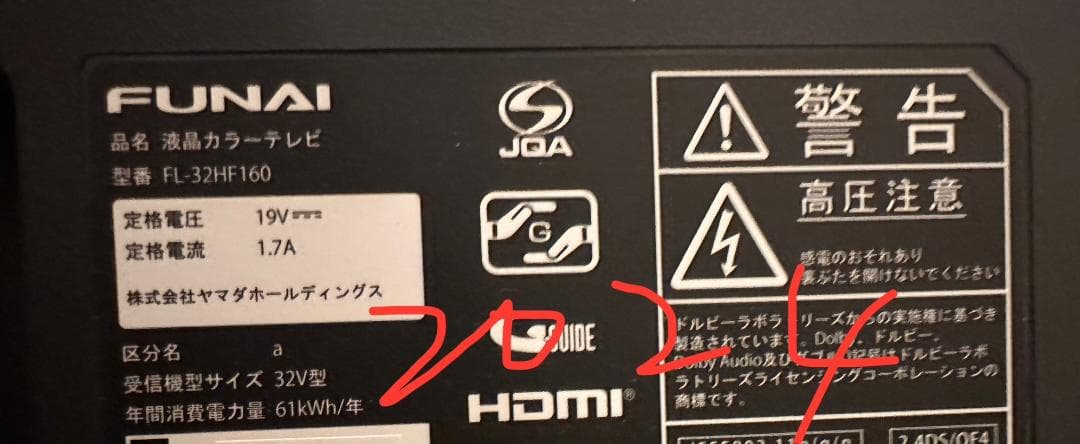 FUNAI
品名 液晶カラーテレビ
型番 FL-32HF160
定格電圧 19V
定格電流 1.7A
株式会社ヤマダホールディングス
区分名 a
受信機型サイズ 32V型
年間消費電力量 61kWh/年
JQA
G
GUIDE
HDMI®
2024
警告
高圧注意
感電のおそれあり
裏ぶたを開けないでください
ドルビーラボラトリーズからの実施権に基づき
製造されています。Dolby、ドルビー、
Dolby Audio及びダブルD記号はドルビーラボ
ラトリーズライセンシングコーポレーションの
商標です。